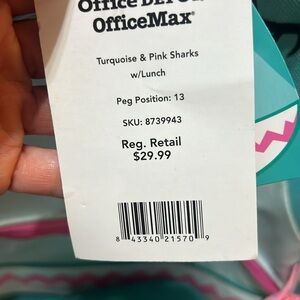 Office DEPOT
OfficeMax®
Turquoise & Pink Sharks
w/Lunch
Peg Position: 13
SKU: 8739943
Reg. Retail
$29.99
8 43340 21570 9